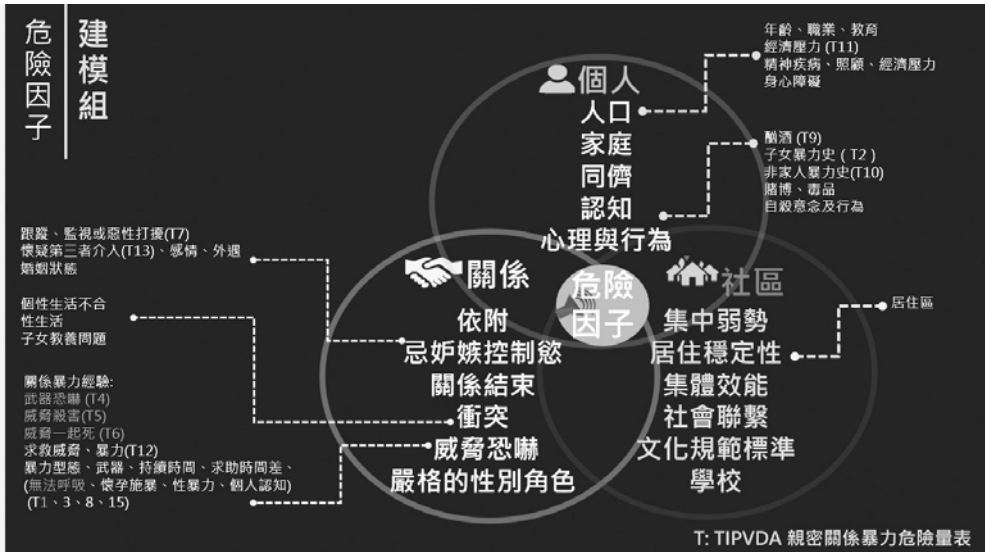 危險因子
建模組
年齡、職業、教育
經濟壓力 (T11)
精神疾病、照顧、經濟壓力
身心障礙
個人
人口
家庭
同儕
認知
心理與行為
酗酒 (T9)
子女暴力史 ( T2 )
非家人暴力史(T10)
賭博、毒品
自殺意念及行為
跟蹤、監視或惡性打擾(T7)
懷疑第三者介入(T13)、感情、外遇
婚姻狀態
個性生活不合
性生活
子女教養問題
關係暴力經驗:
武器恐嚇 (T4)
威脅殺害(T5)
威脅一起死 (T6)
求救威脅、暴力(T12)
暴力型態、武器、持續時間、求助時間差、
(無法呼吸、懷孕施暴、性暴力、個人認知)
(T1、3、8、15)
關係
依附
忌妒嫉控制慾
關係結束
衝突
威脅恐嚇
嚴格的性別角色
危險
因子
社區
集中弱勢
居住穩定性
集體效能
社會聯繫
文化規範標準
學校
居住區
T: TIPVDA 親密關係暴力危險量表